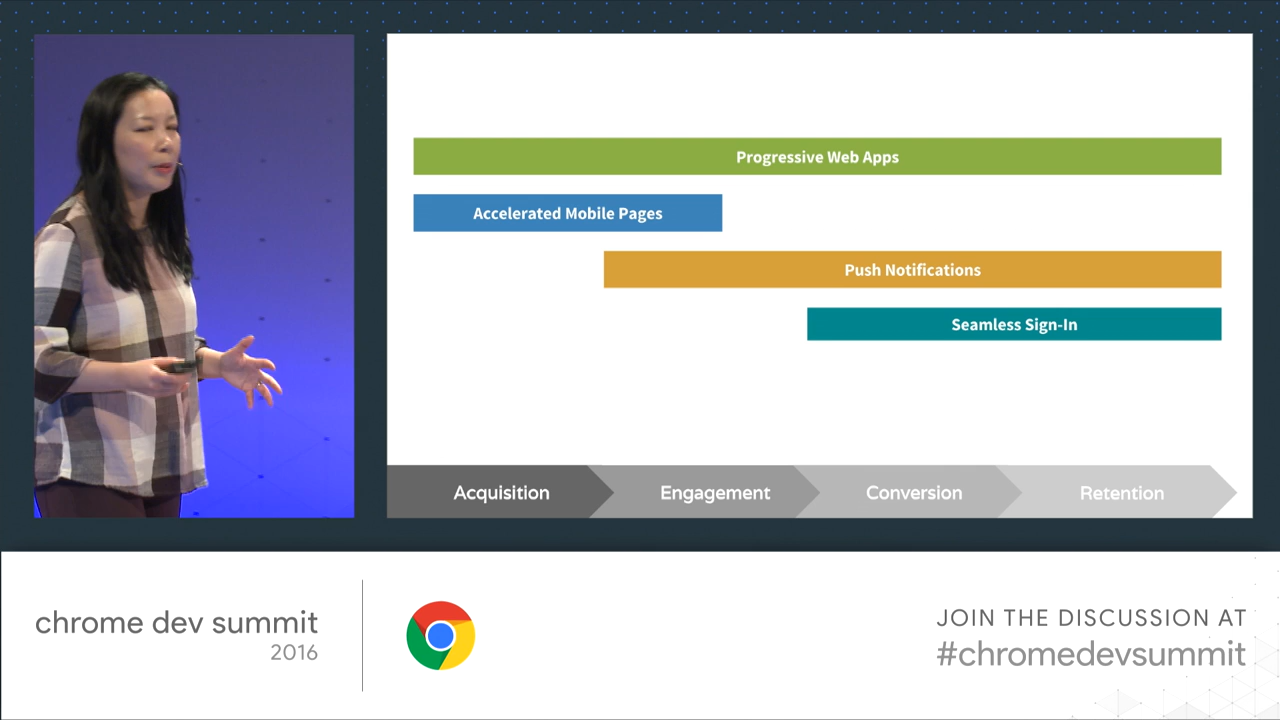 Progressive Web Apps
Accelerated Mobile Pages
Push Notifications
Seamless Sign-In
Acquisition
Engagement
Conversion
Retention
chrome dev summit
2016
JOIN THE DISCUSSION AT
#chromedevsummit